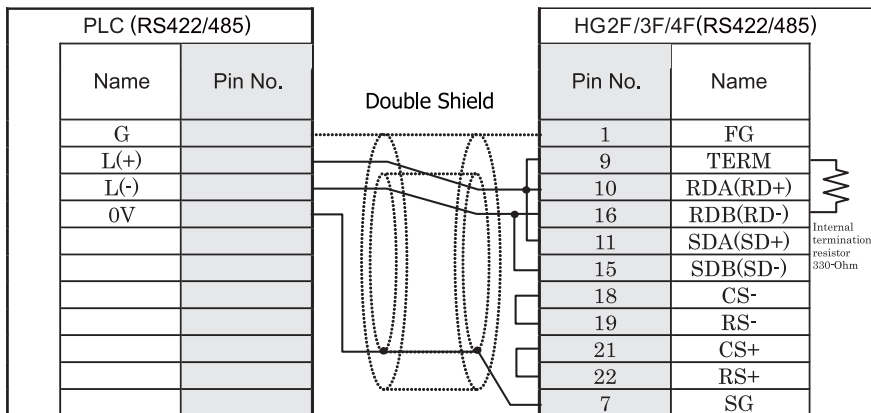 PLC (RS422/485)
HG2F/3F/4F(RS422/485)
Name Pin No. Double Shield Pin No. Name
G 1 FG
L(+) 9 TERM
L(-) 10 RDA(RD+)
0V 16 RDB(RD-)
11 SDA(SD+)
15 SDB(SD-)
18 CS-
19 RS-
21 CS+
22 RS+
7 SG
Internal
termination
resistor
330-Ohm